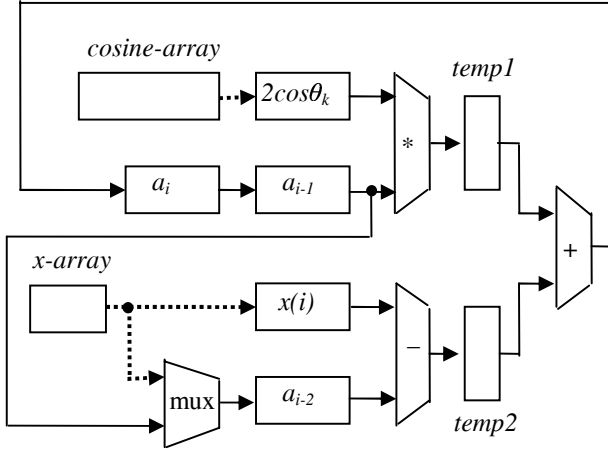 cosine-array
temp1
2cosθk
*
ai
ai-1
+
x-array
x(i)
−
mux
ai-2
temp2